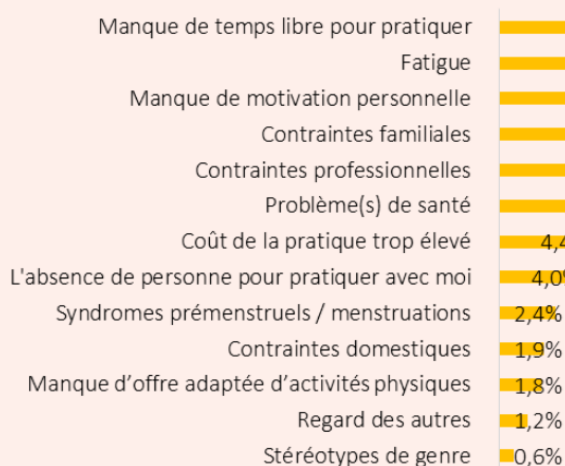 Manque de temps libre pour pratiquer
Fatigue
Manque de motivation personnelle
Contraintes familiales
Contraintes professionnelles
Problème(s) de santé
Coût de la pratique trop élevé 4,4
L'absence de personne pour pratiquer avec moi 4,0%
Syndromes prémenstruels / menstruations 2,4%
Contraintes domestiques 1,9%
Manque d’offre adaptée d’activités physiques 1,8%
Regard des autres 1,2%
Stéréotypes de genre 0,6%